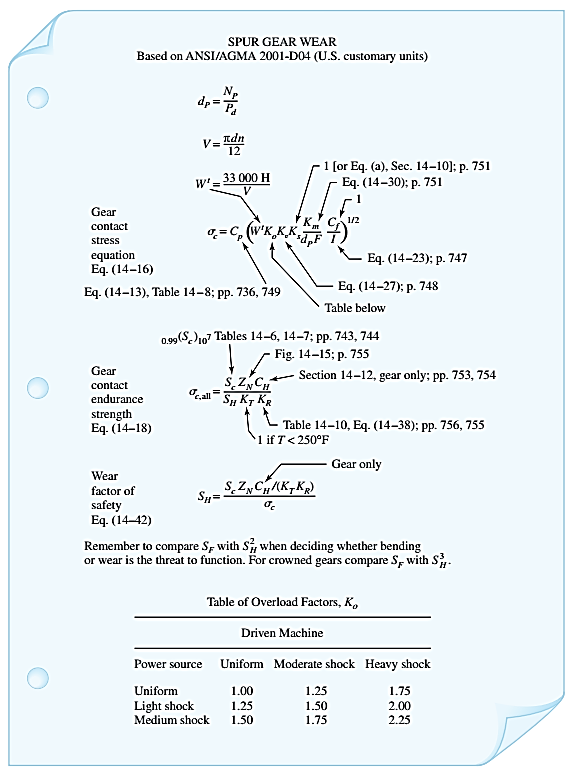 SPUR GEAR WEAR
Based on ANSI/AGMA 2001-D04 (U.S. customary units)
d_P = N_P / P_d
V = πdn / 12
W^t = 33 000 H / V
1 [or Eq. (a), Sec. 14–10]; p. 751
Eq. (14–30); p. 751
1
Gear
contact
stress
equation
Eq. (14–16)
σ_c = C_p (W^t K_o K_v K_s K_m / d_P F C_f / I)^1/2
Eq. (14–23); p. 747
Eq. (14–27); p. 748
Eq. (14–13), Table 14–8; pp. 736, 749
Table below
0.99(S_c)10^7 Tables 14–6, 14–7; pp. 743, 744
Fig. 14–15; p. 755
Section 14–12, gear only; pp. 753, 754
Gear
contact
endurance
strength
Eq. (14–18)
σ_c,all = S_c Z_N C_H / S_H K_T K_R
Table 14–10, Eq. (14–38); pp. 756, 755
1 if T < 250°F
Gear only
Wear
factor of
safety
Eq. (14–42)
S_H = S_c Z_N C_H /(K_T K_R) / σ_c
Remember to compare S_F with S_H^2 when deciding whether bending
or wear is the threat to function. For crowned gears compare S_F with S_H^3.
Table of Overload Factors, K_o
Driven Machine
Power source Uniform Moderate shock Heavy shock
Uniform 1.00 1.25 1.75
Light shock 1.25 1.50 2.00
Medium shock 1.50 1.75 2.25